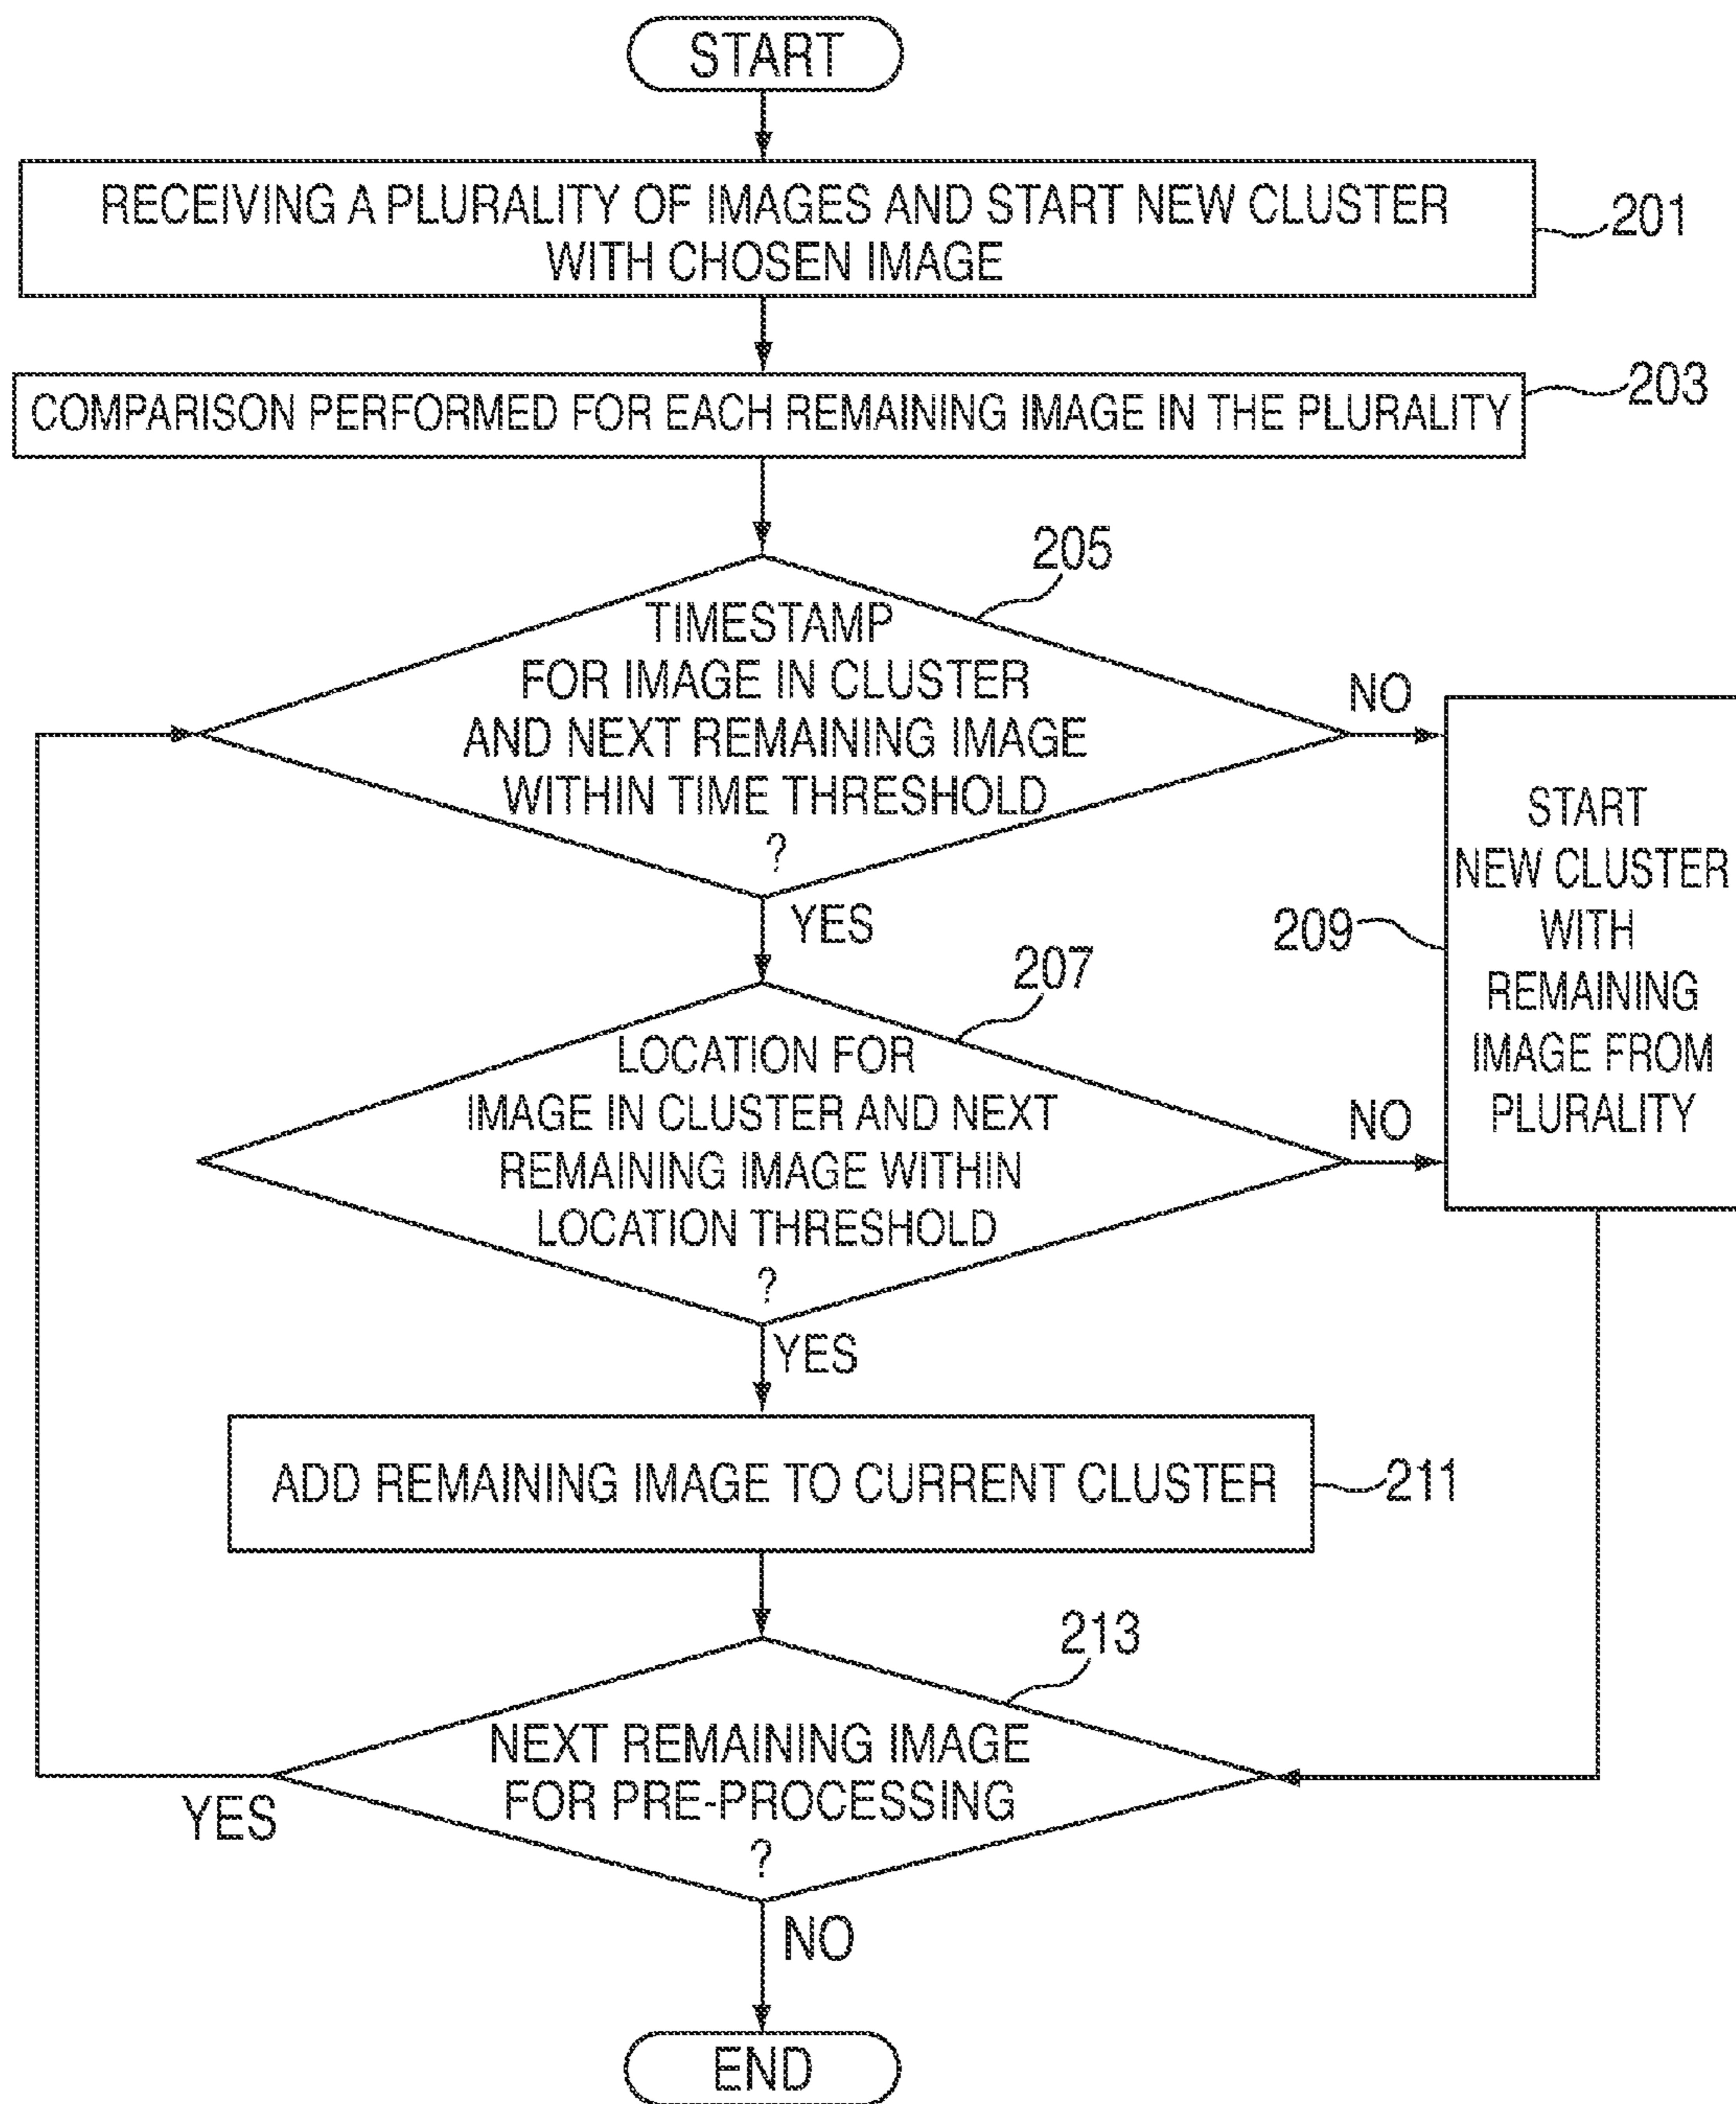 START
RECEIVING A PLURALITY OF IMAGES AND START NEW CLUSTER
WITH CHOSEN IMAGE
201
COMPARISON PERFORMED FOR EACH REMAINING IMAGE IN THE PLURALITY
203
205
TIMESTAMP
FOR IMAGE IN CLUSTER
AND NEXT REMAINING IMAGE
WITHIN TIME THRESHOLD
?
NO
YES
START
NEW CLUSTER
WITH
REMAINING
IMAGE FROM
PLURALITY
209
207
LOCATION FOR
IMAGE IN CLUSTER AND NEXT
REMAINING IMAGE WITHIN
LOCATION THRESHOLD
?
NO
YES
ADD REMAINING IMAGE TO CURRENT CLUSTER
211
213
NEXT REMAINING IMAGE
FOR PRE-PROCESSING
?
YES
NO
END